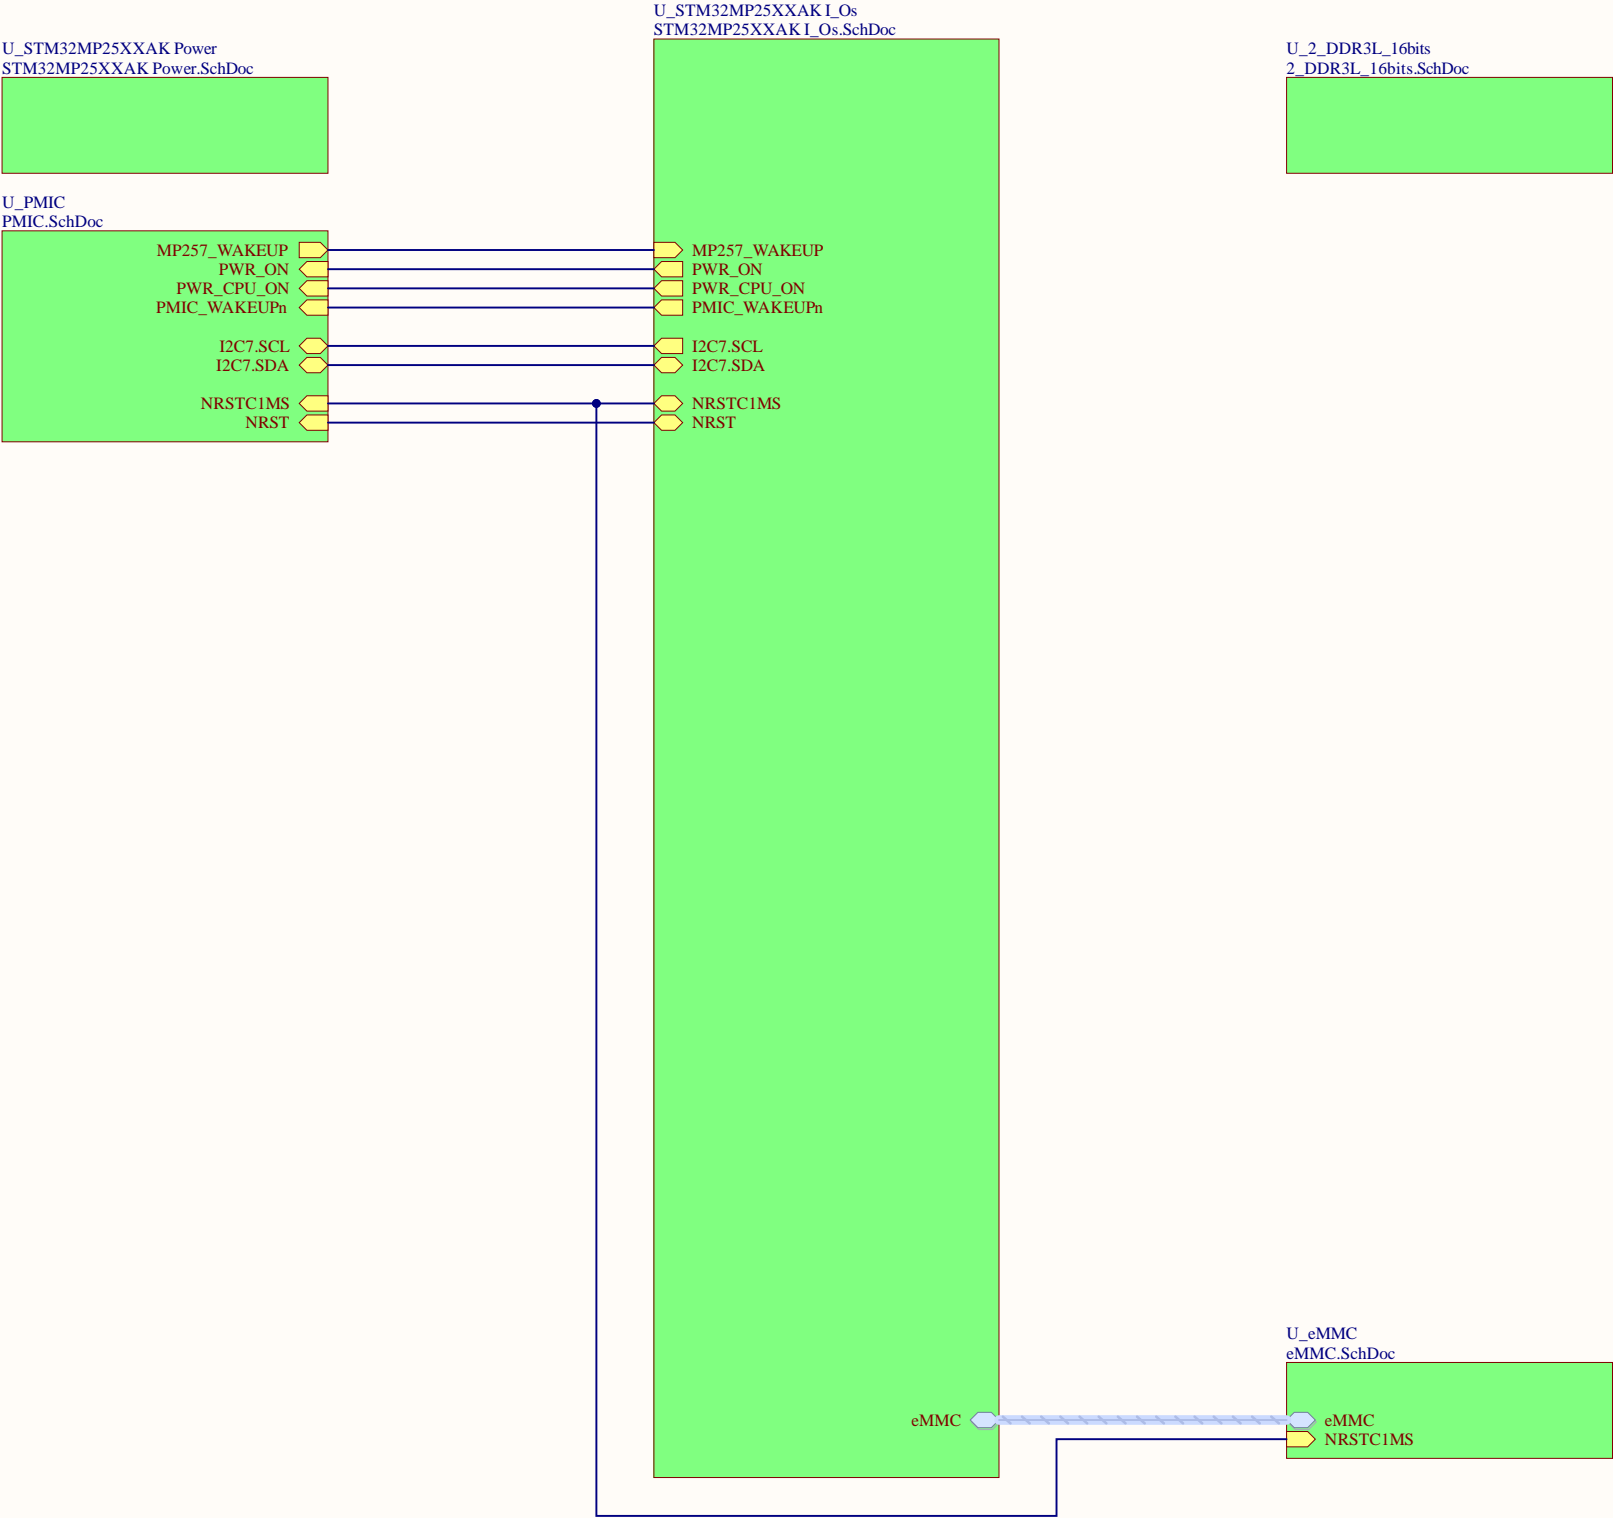 U_STM32MP25XXAK Power
STM32MP25XXAK Power.SchDoc
U_PMIC
PMIC.SchDoc
MP257_WAKEUP
PWR_ON
PWR_CPU_ON
PMIC_WAKEUPn
I2C7.SCL
I2C7.SDA
NRSTC1MS
NRST
U_STM32MP25XXAK I_Os
STM32MP25XXAK I_Os.SchDoc
MP257_WAKEUP
PWR_ON
PWR_CPU_ON
PMIC_WAKEUPn
I2C7.SCL
I2C7.SDA
NRSTC1MS
NRST
eMMC
U_2_DDR3L_16bits
2_DDR3L_16bits.SchDoc
U_eMMC
eMMC.SchDoc
eMMC
NRSTC1MS